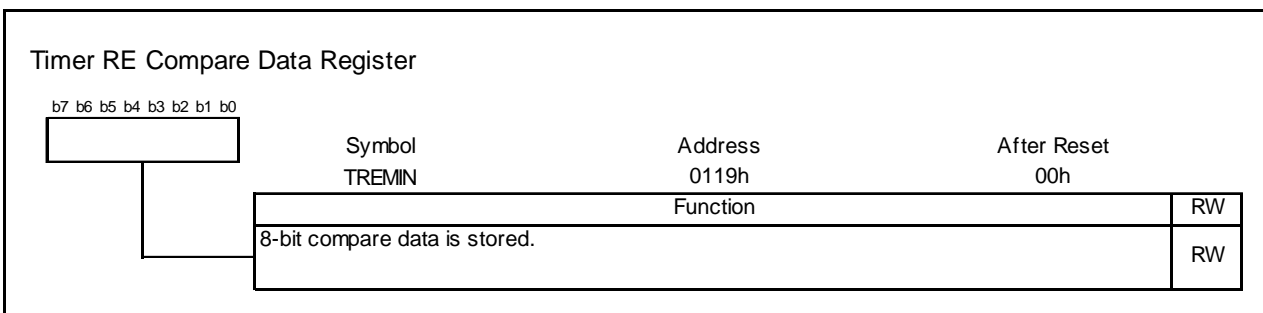 Timer RE Compare Data Register
b7 b6 b5 b4 b3 b2 b1 b0
Symbol Address After Reset
TREMIN 0119h 00h
Function RW
8-bit compare data is stored. RW